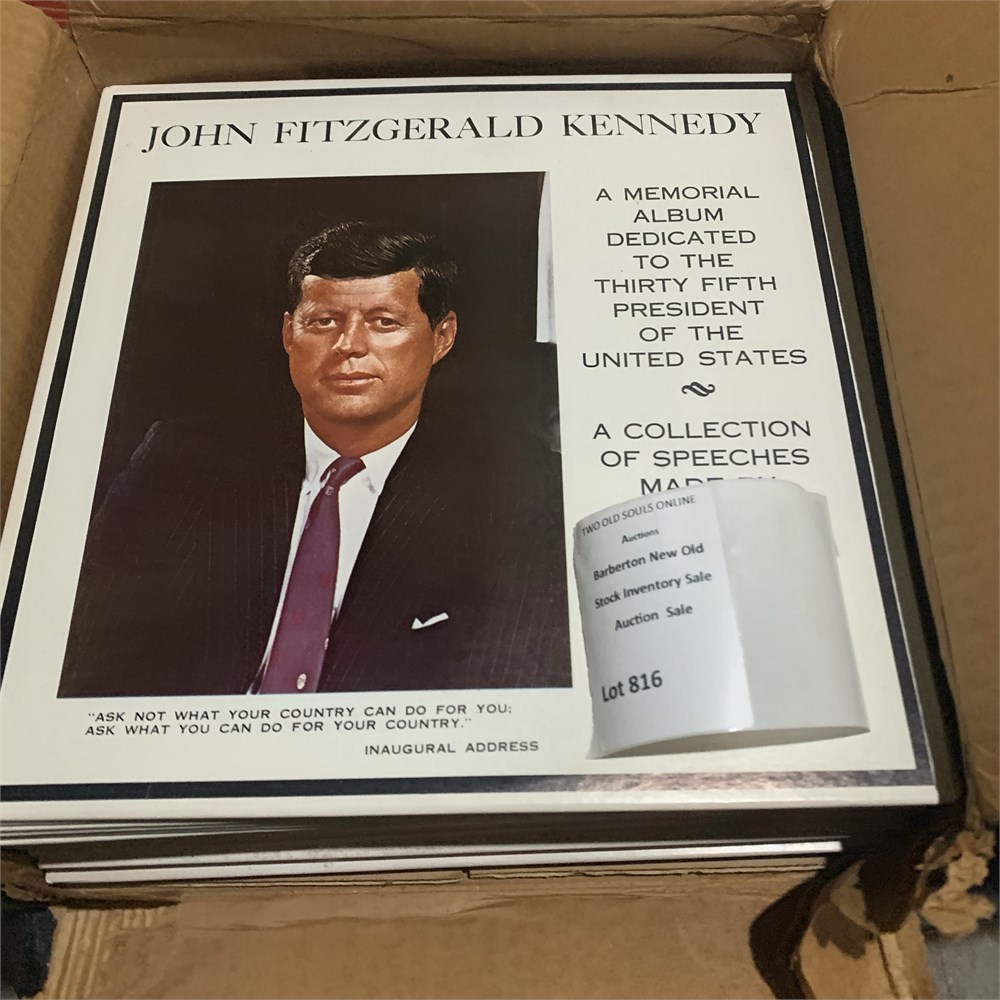 JOHN FITZGERALD KENNEDY
A MEMORIAL
ALBUM
DEDICATED
TO THE
THIRTY FIFTH
PRESIDENT
OF THE
UNITED STATES
A COLLECTION
OF SPEECHES
MADE BY
TWO OLD SOULS ONLINE
Auctions
Barberton New Old
Stock Inventory Sale
Auction Sale
Lot 816
"ASK NOT WHAT YOUR COUNTRY CAN DO FOR YOU;
ASK WHAT YOU CAN DO FOR YOUR COUNTRY."
INAUGURAL ADDRESS